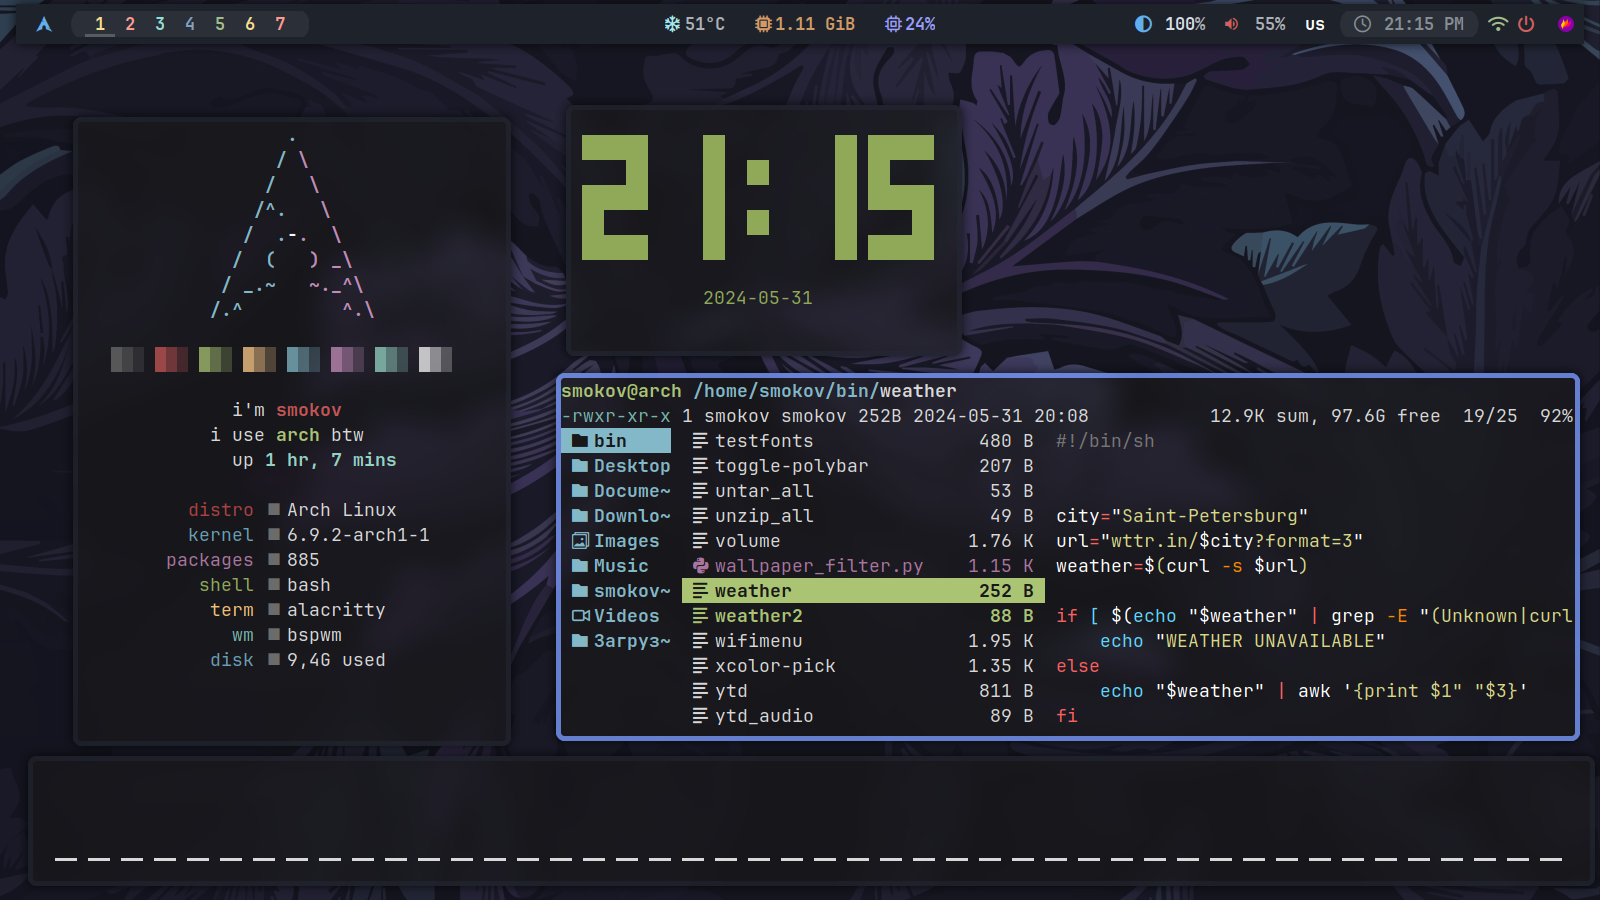 1 2 3 4 5 6 7
51°C 1.11 GiB 24%
100% 55% US 21:15 PM
i'm smokov
i use arch btw
up 1 hr, 7 mins
distro Arch Linux
kernel 6.9.2-arch1-1
packages 885
shell bash
term alacritty
wm bspwm
disk 9,4G used
21:15
2024-05-31
smokov@arch /home/smokov/bin/weather
-rwxr-xr-x 1 smokov smokov 252B 2024-05-31 20:08 12.9K sum, 97.6G free 19/25 92%
bin
Desktop
Docume~
Downlo~
Images
Music
smokov~
Videos
Загруз~
testfonts 480 B
toggle-polybar 207 B
untar_all 53 B
unzip_all 49 B
volume 1.76 K
wallpaper_filter.py 1.15 K
weather 252 B
weather2 88 B
wifimenu 1.95 K
xcolor-pick 1.35 K
ytd 811 B
ytd_audio 89 B
#!/bin/sh
city="Saint-Petersburg"
url="wttr.in/$city?format=3"
weather=$(curl -s $url)
if [ $(echo "$weather" | grep -E "(Unknown|curl
echo "WEATHER UNAVAILABLE"
else
echo "$weather" | awk '{print $1" "$3}'
fi